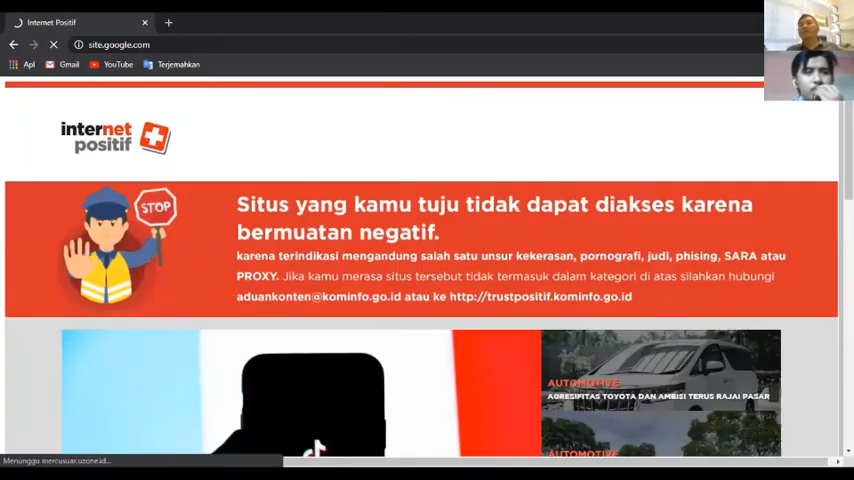 Internet Positif
site.google.com
Apl Gmail YouTube Terjemahkan
internet
positif
STOP
Situs yang kamu tuju tidak dapat diakses karena
bermuatan negatif.
karena terindikasi mengandung salah satu unsur kekerasan, pornografi, judi, phising, SARA atau
PROXY. Jika kamu merasa situs tersebut tidak termasuk dalam kategori di atas silahkan hubungi
aduankonten@kominfo.go.id atau ke http://trustpositif.kominfo.go.id
AUTOMOTIVE
AGRESIFITAS TOYOTA DAN AMBISI TERUS RAJAI PASAR
AUTOMOTIVE
Menunggu mercusuar.uzone.id...